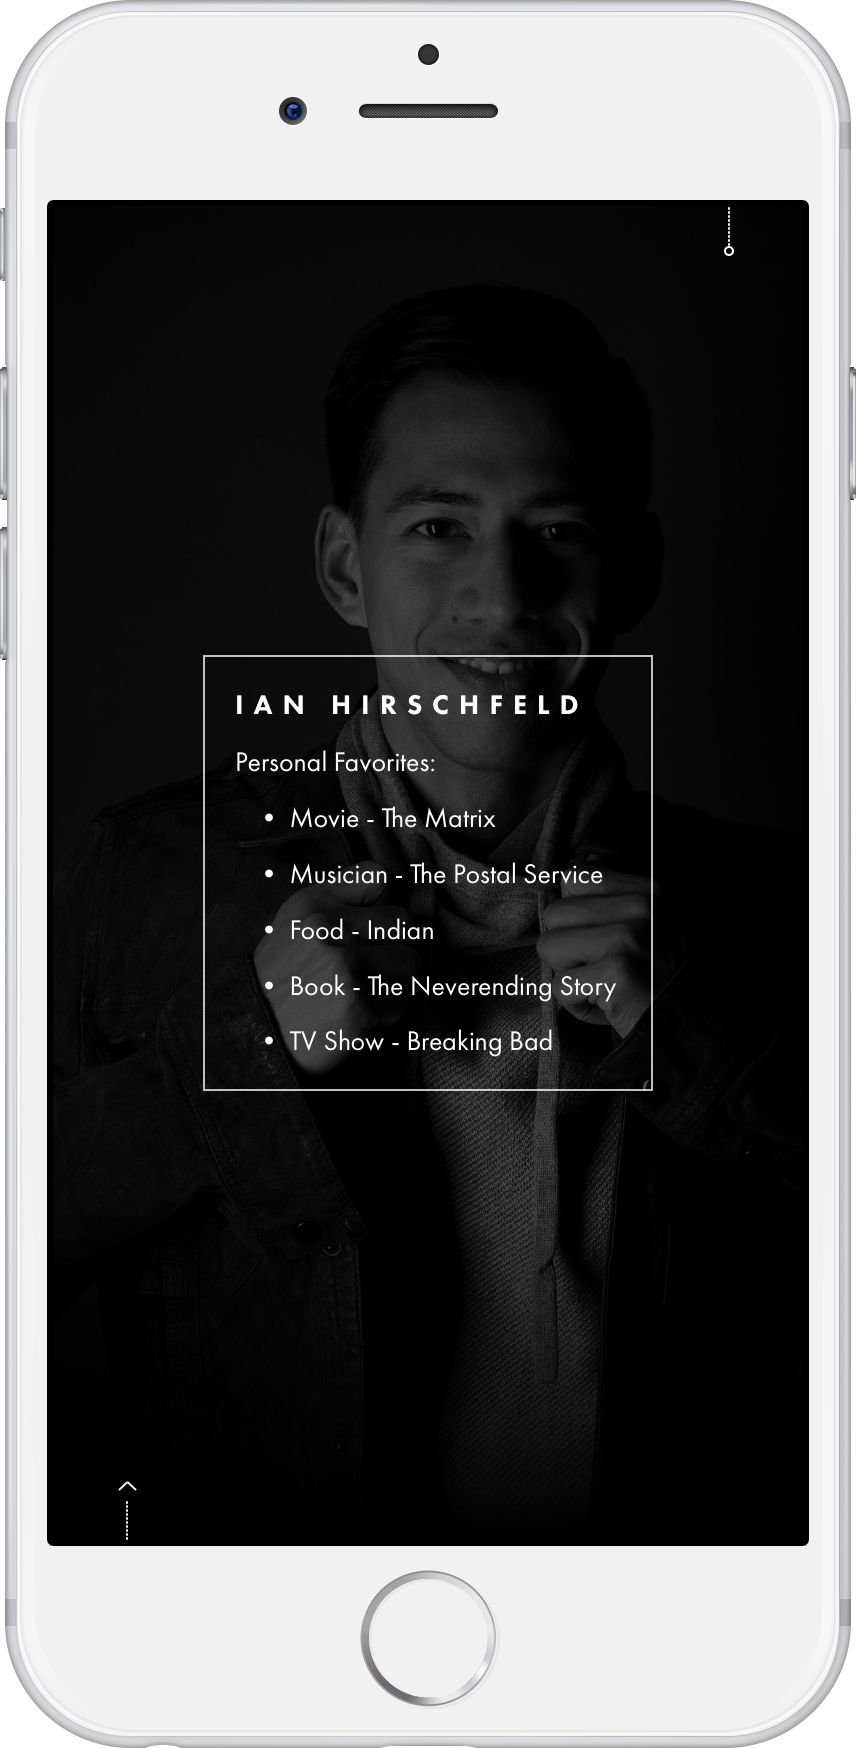 IAN HIRSCHFELD
Personal Favorites:
• Movie - The Matrix
• Musician - The Postal Service
• Food - Indian
• Book - The Neverending Story
• TV Show - Breaking Bad